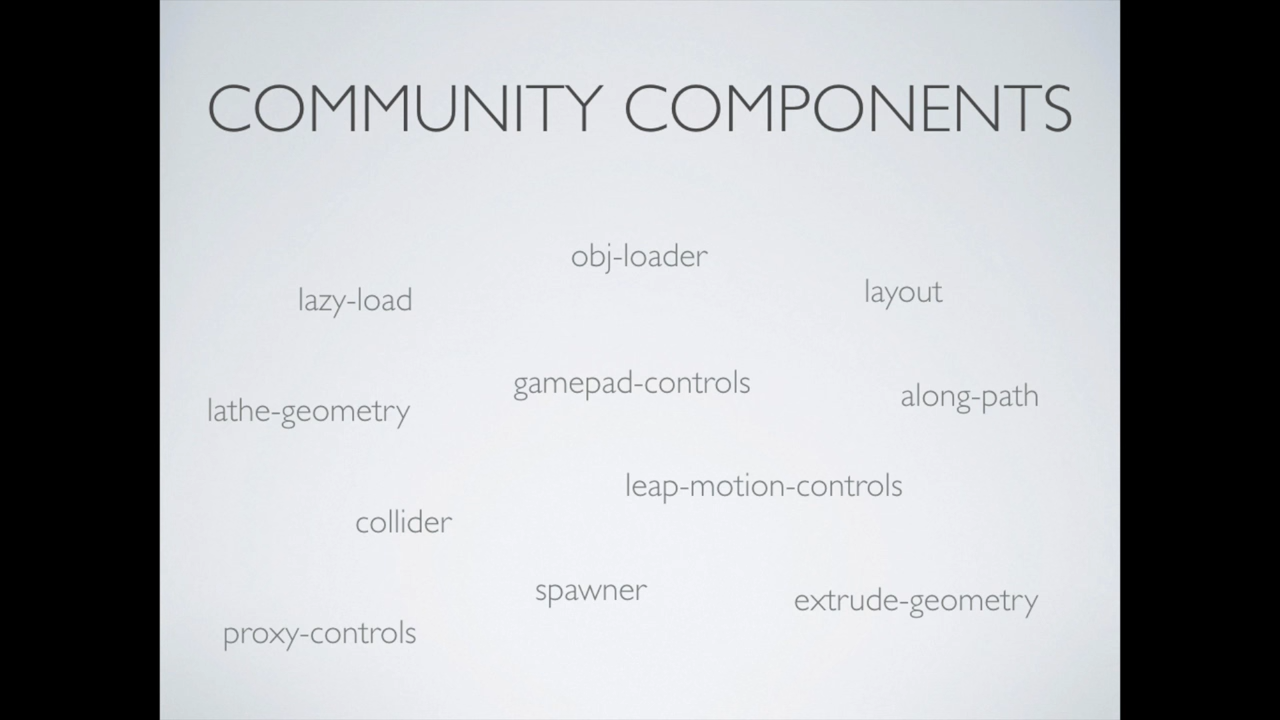 COMMUNITY COMPONENTS
obj-loader
lazy-load
layout
gamepad-controls
along-path
lathe-geometry
leap-motion-controls
collider
spawner
extrude-geometry
proxy-controls